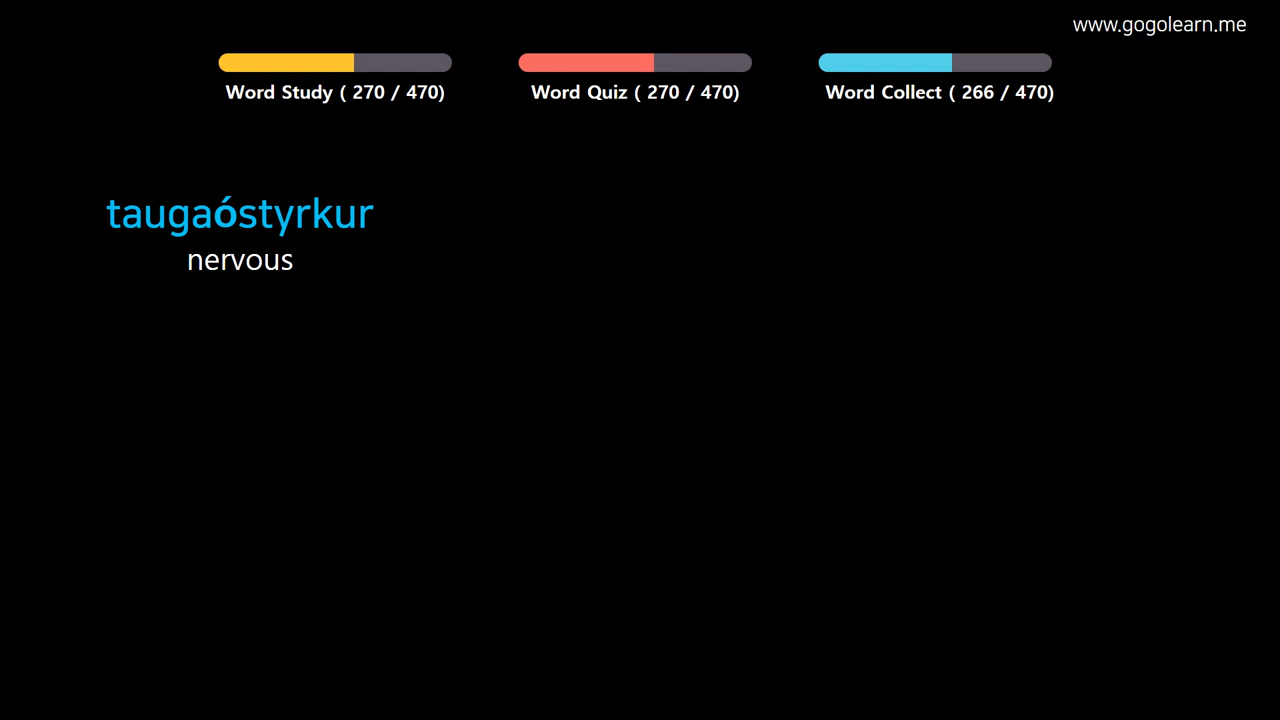 www.gogolearn.me
Word Study ( 270 / 470)
Word Quiz ( 270 / 470)
Word Collect ( 266 / 470)
taugaóstyrkur
nervous